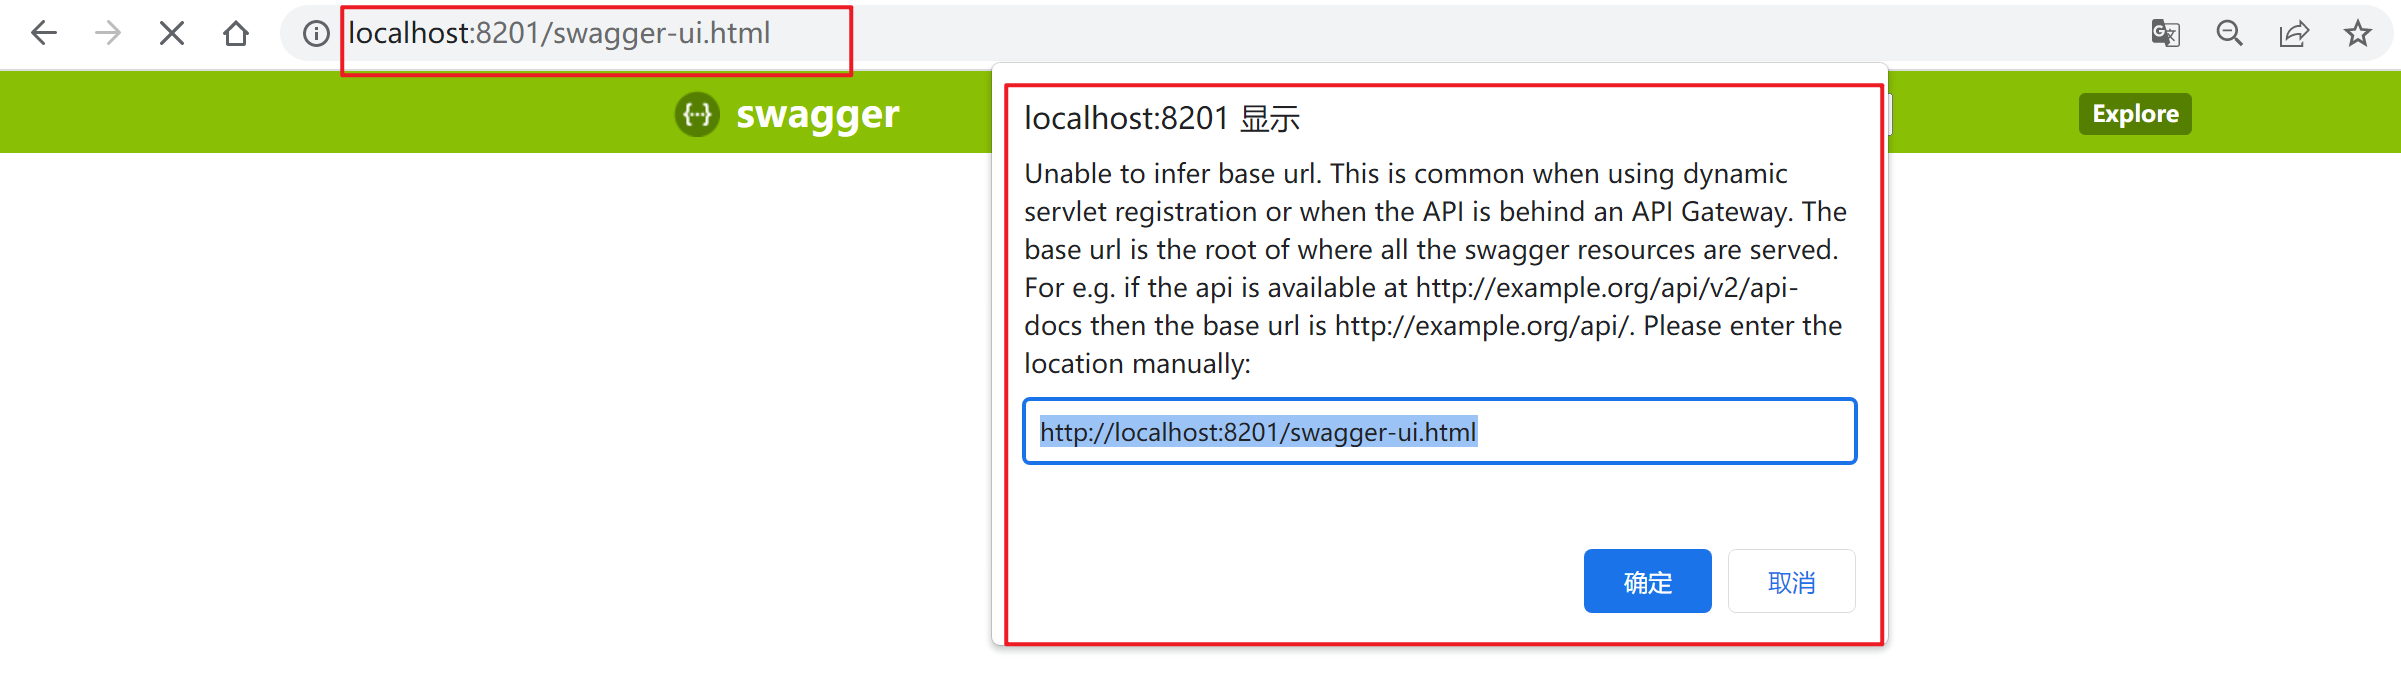 localhost:8201/swagger-ui.html
swagger
Explore
localhost:8201 显示
Unable to infer base url. This is common when using dynamic
servlet registration or when the API is behind an API Gateway. The
base url is the root of where all the swagger resources are served.
For e.g. if the api is available at http://example.org/api/v2/api-
docs then the base url is http://example.org/api/. Please enter the
location manually:
http://localhost:8201/swagger-ui.html
确定
取消